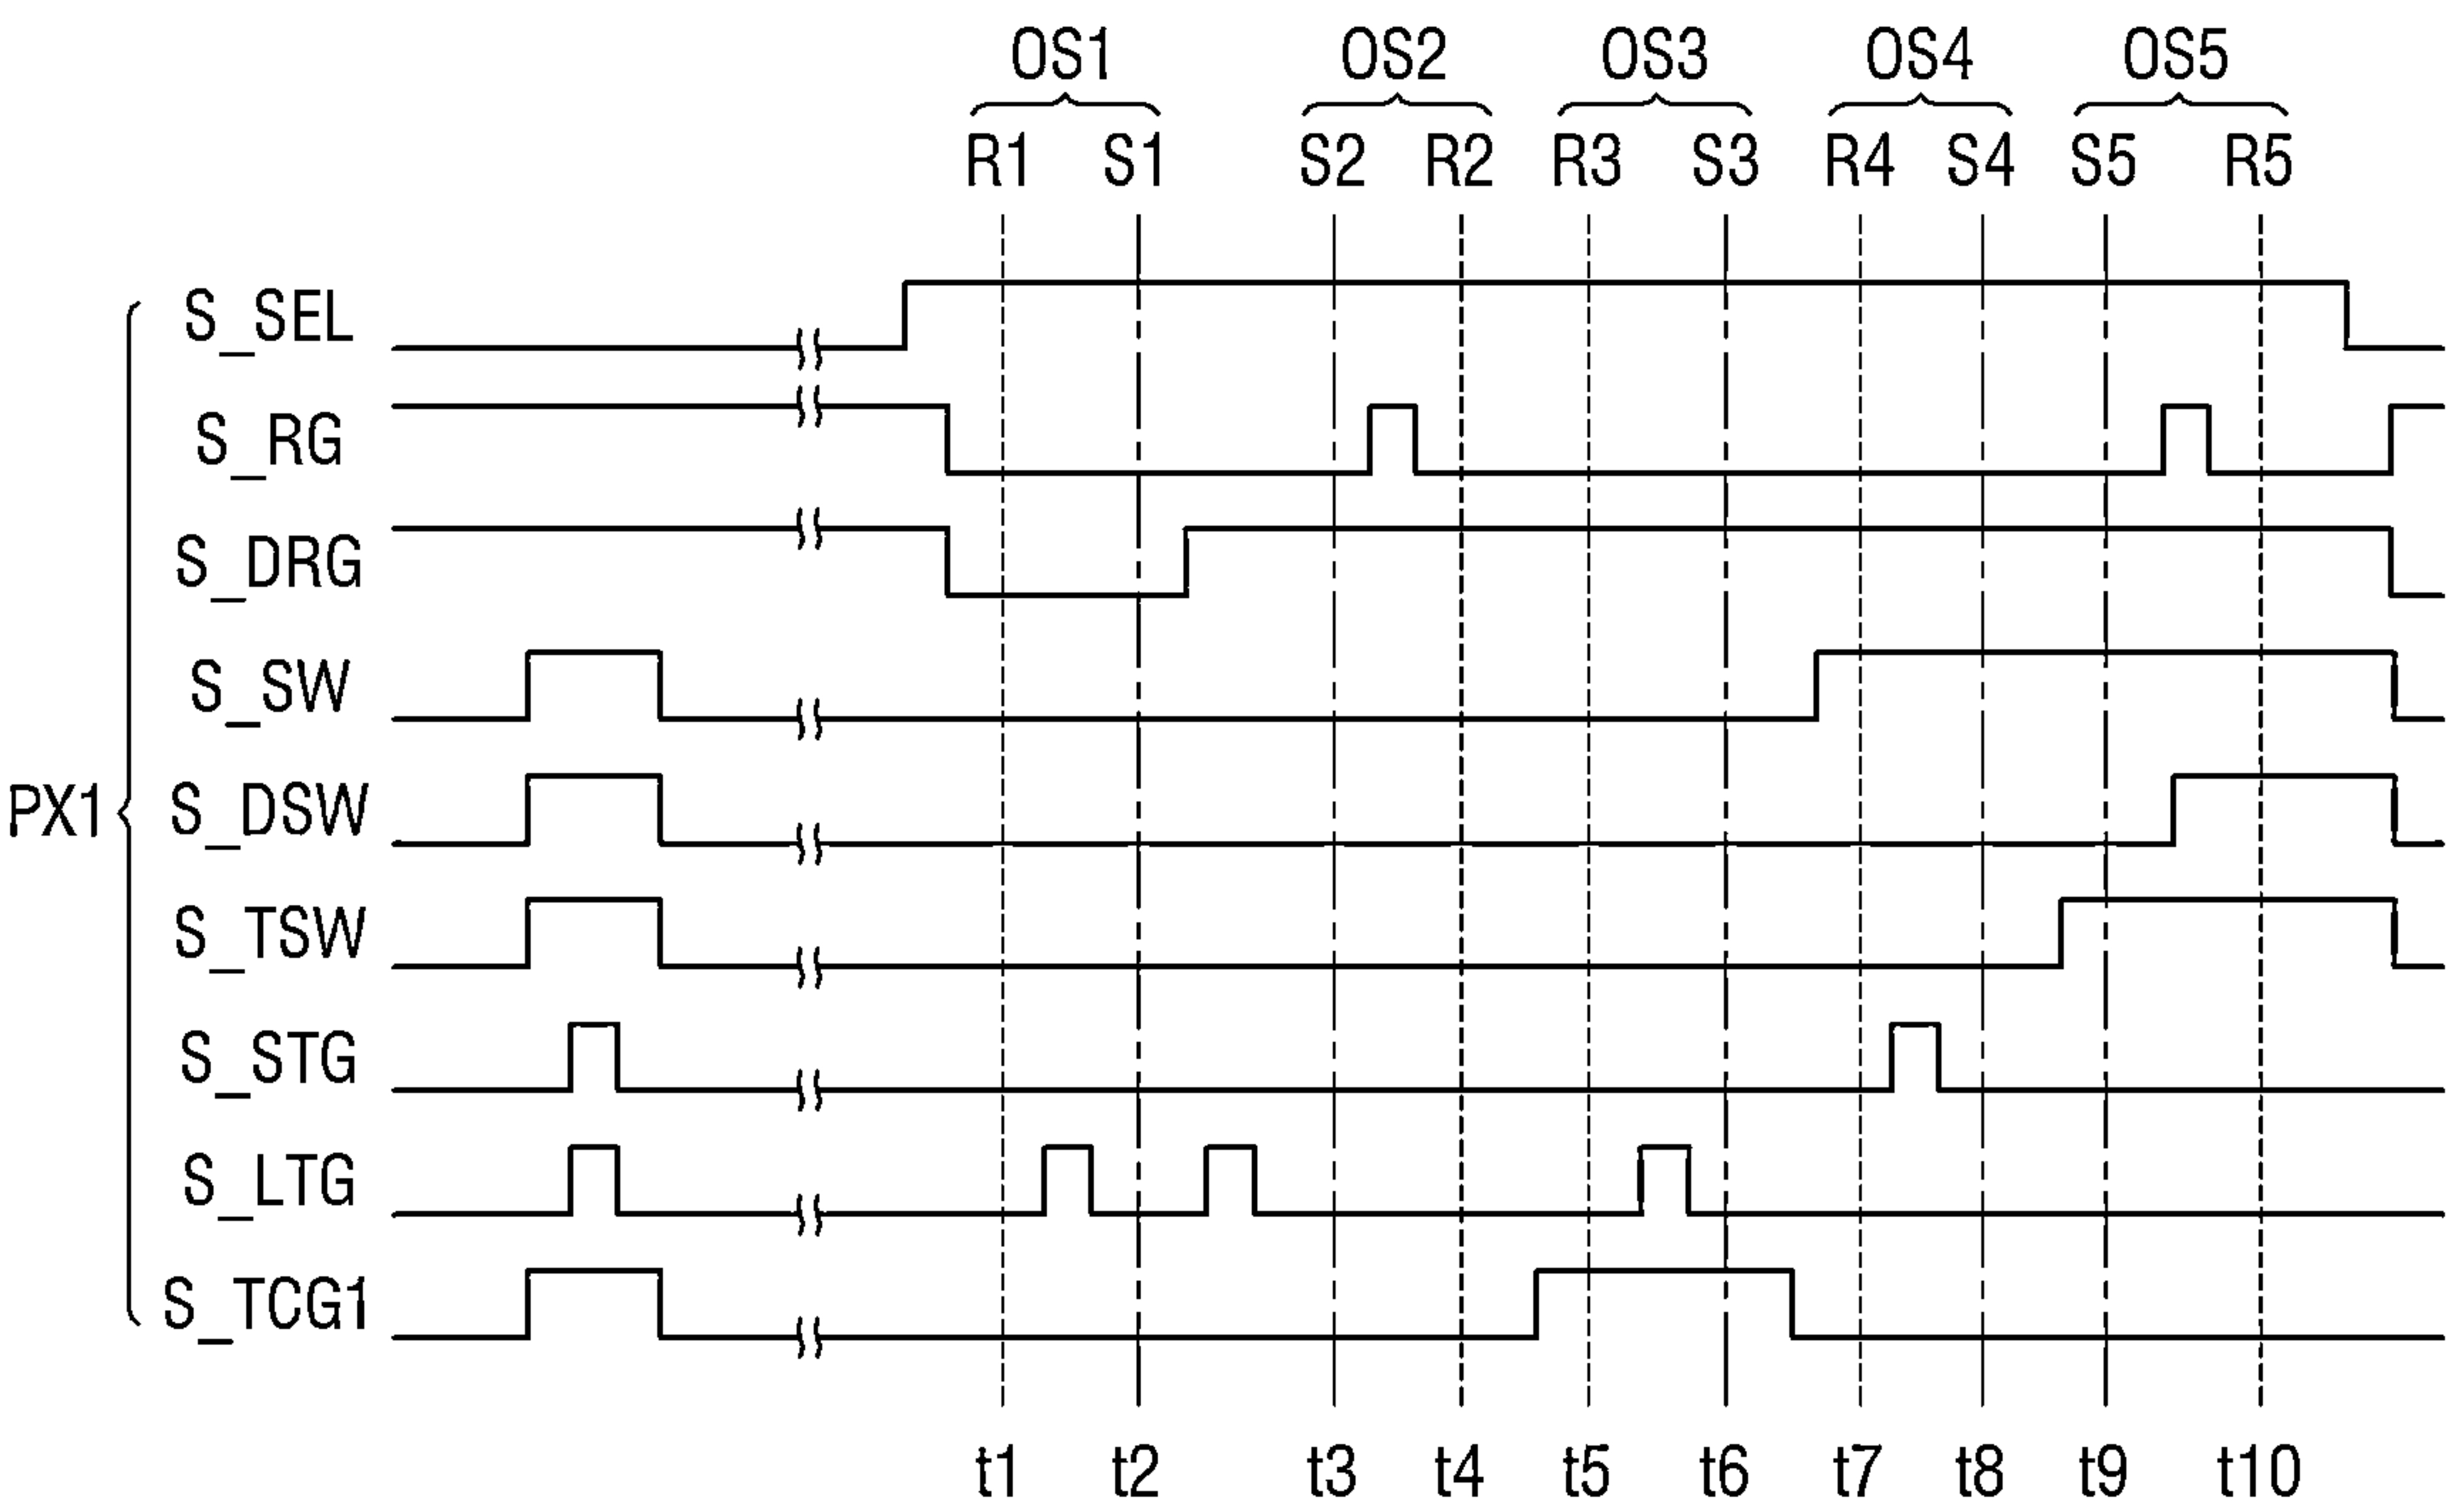 OS1 OS2 OS3 OS4 OS5
R1 S1 S2 R2 R3 S3 R4 S4 S5 R5
S_SEL
S_RG
S_DRG
S_SW
PX1
S_DSW
S_TSW
S_STG
S_LTG
S_TCG1
t1 t2 t3 t4 t5 t6 t7 t8 t9 t10